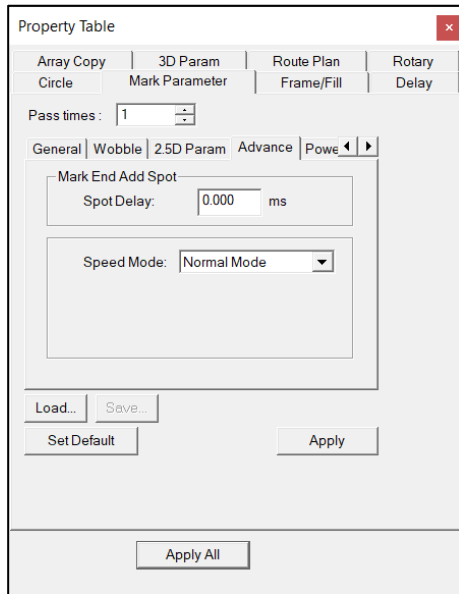 Property Table
Array Copy 3D Param Route Plan Rotary
Circle Mark Parameter Frame/Fill Delay
Pass times : 1
General Wobble 2.5D Param Advance Powe
Mark End Add Spot
Spot Delay: 0.000 ms
Speed Mode: Normal Mode
Load... Save...
Set Default Apply
Apply All